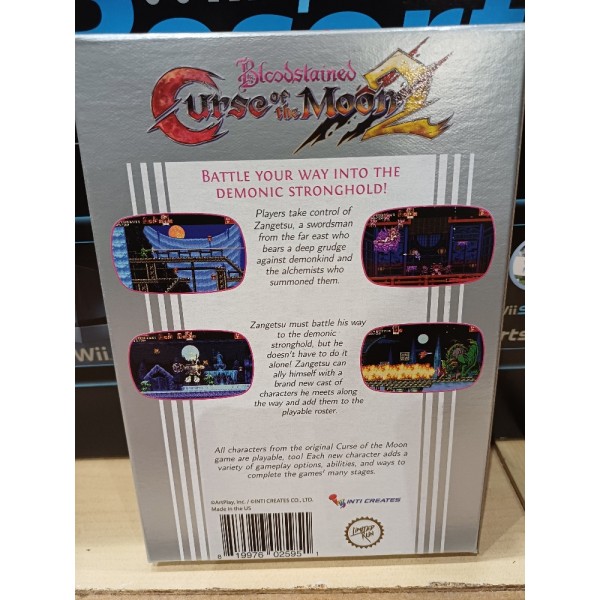 Bloodstained
Curse of the Moon 2
BATTLE YOUR WAY INTO THE
DEMONIC STRONGHOLD!
Players take control of
Zangetsu, a swordsman
from the far east who
bears a deep grudge
against demonkind and
the alchemists who
summoned them.
Zangetsu must battle his way
to the demonic
stronghold, but he
doesn't have to do it
alone! Zangetsu can
ally himself with a
brand new cast of
characters he meets along
the way and add them to the
playable roster.
All characters from the original Curse of the Moon
game are playable, too! Each new character adds a
variety of gameplay options, abilities, and ways to
complete the games' many stages.
©ArtPlay, Inc. / ©INTI CREATES CO., LTD.
Made in the US
INTI CREATES
LIMITED
RUN
8 19976 02595 1
Wii
Wii